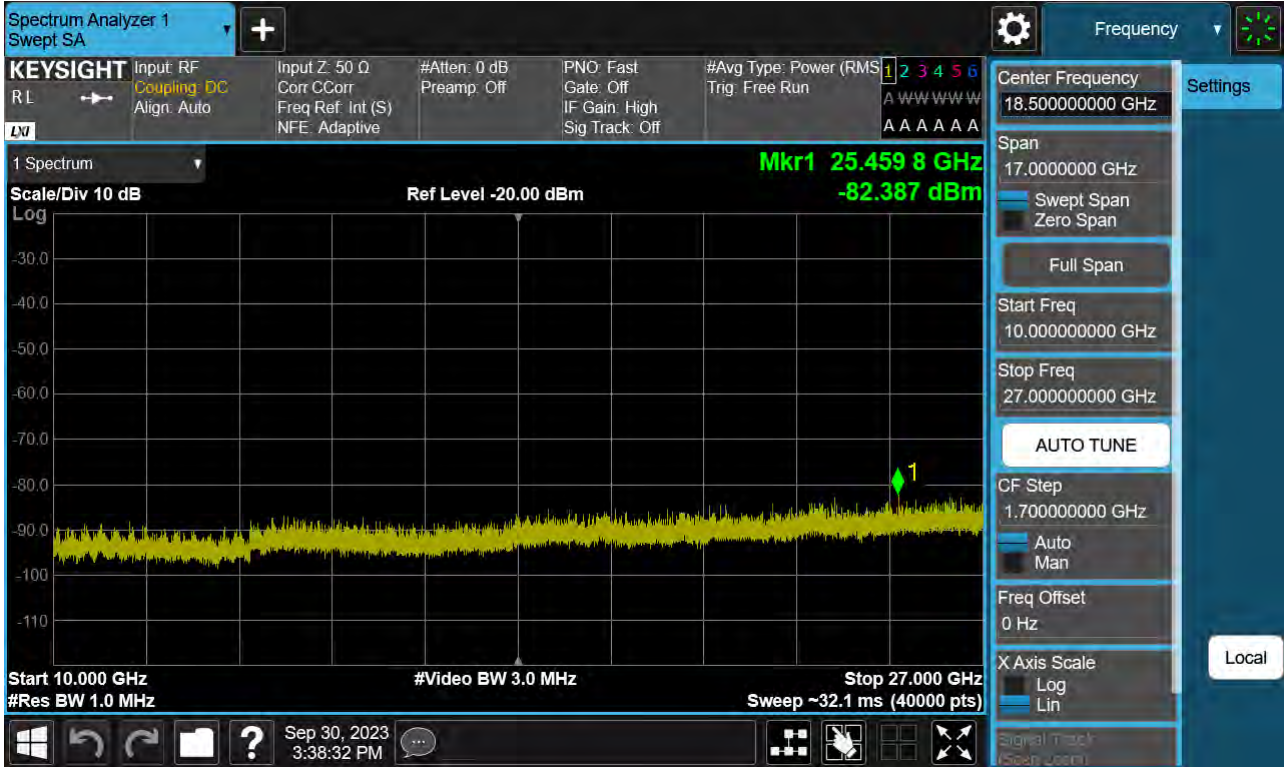 Spectrum Analyzer 1
Swept SA
Frequency
KEYSIGHT
RL
LXI
Input: RF
Coupling: DC
Align: Auto
Input Z: 50 Ω
Corr CCorr
Freq Ref: Int (S)
NFE: Adaptive
#Atten: 0 dB
Preamp: Off
PNO: Fast
Gate: Off
IF Gain: High
Sig Track: Off
#Avg Type: Power (RMS
Trig: Free Run
1 2 3 4 5 6
A W W W W W
A A A A A A
1 Spectrum
Scale/Div 10 dB
Ref Level -20.00 dBm
Mkr1 25.459 8 GHz
-82.387 dBm
Log
-30.0
-40.0
-50.0
-60.0
-70.0
-80.0
-90.0
-100
-110
1
Start 10.000 GHz
#Video BW 3.0 MHz
Stop 27.000 GHz
#Res BW 1.0 MHz
Sweep ~32.1 ms (40000 pts)
Center Frequency
18.500000000 GHz
Span
17.0000000 GHz
Swept Span
Zero Span
Full Span
Start Freq
10.000000000 GHz
Stop Freq
27.000000000 GHz
AUTO TUNE
CF Step
1.700000000 GHz
Auto
Man
Freq Offset
0 Hz
X Axis Scale
Log
Lin
Signal Track
(Span Zoom)
Settings
Local
?
Sep 30, 2023
3:38:32 PM